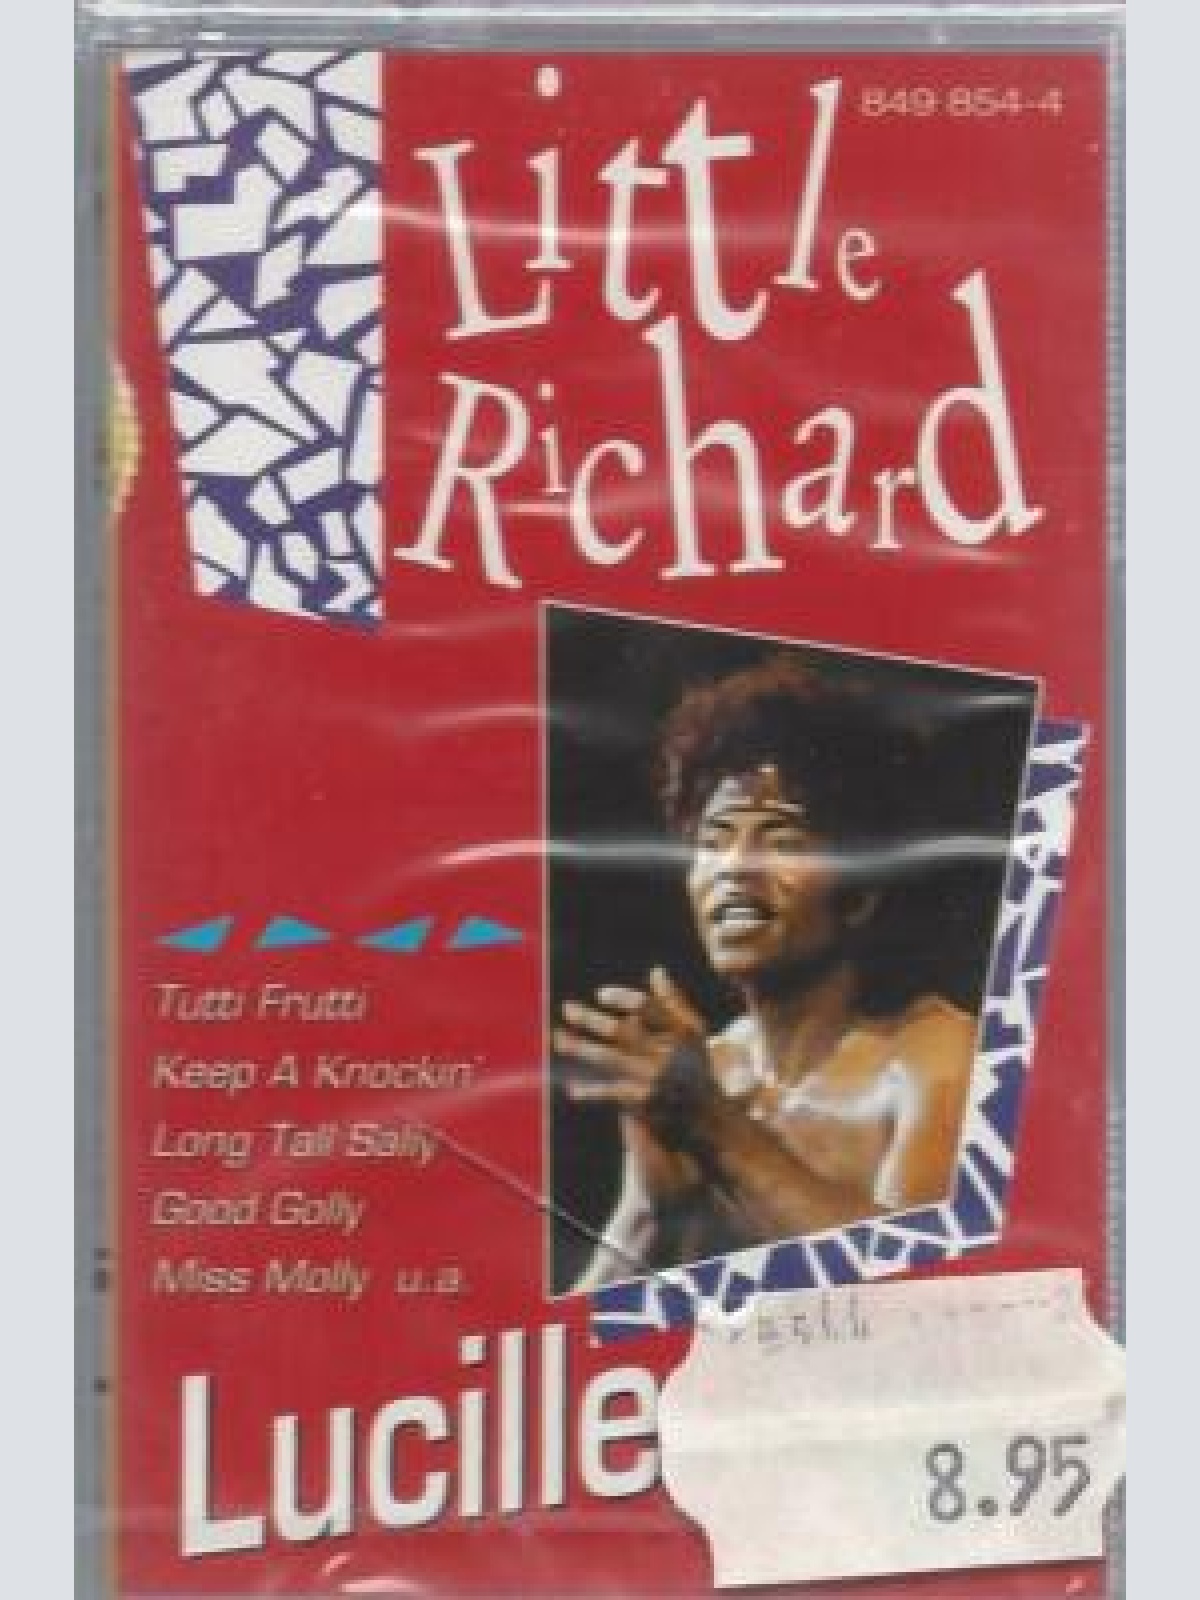 849 854-4
Little
Richard
Tutti Frutti
Keep A Knockin'
Long Tall Sally
Good Golly
Miss Molly u.a.
Lucille
8.95